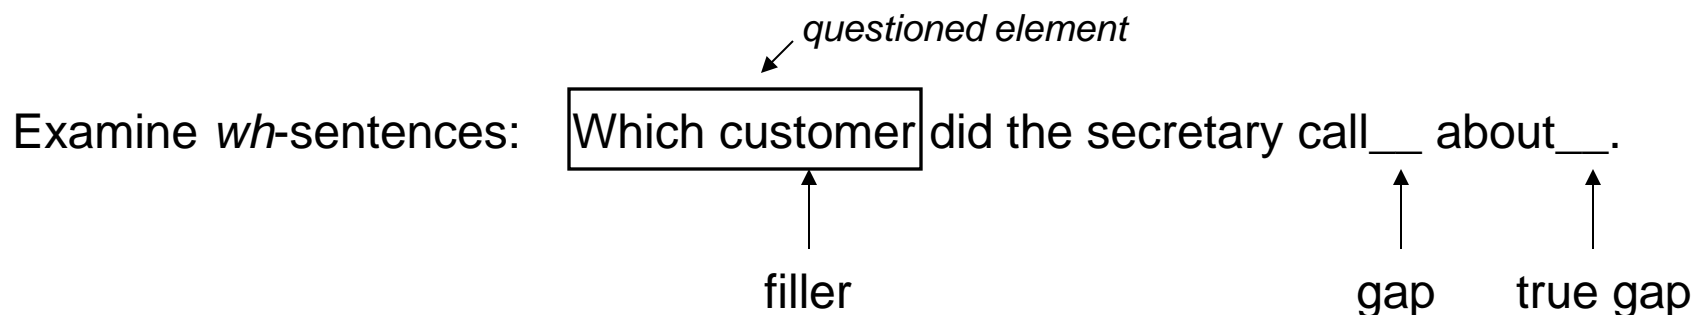 questioned element
Examine wh-sentences: Which customer did the secretary call__ about__.
filler gap true gap